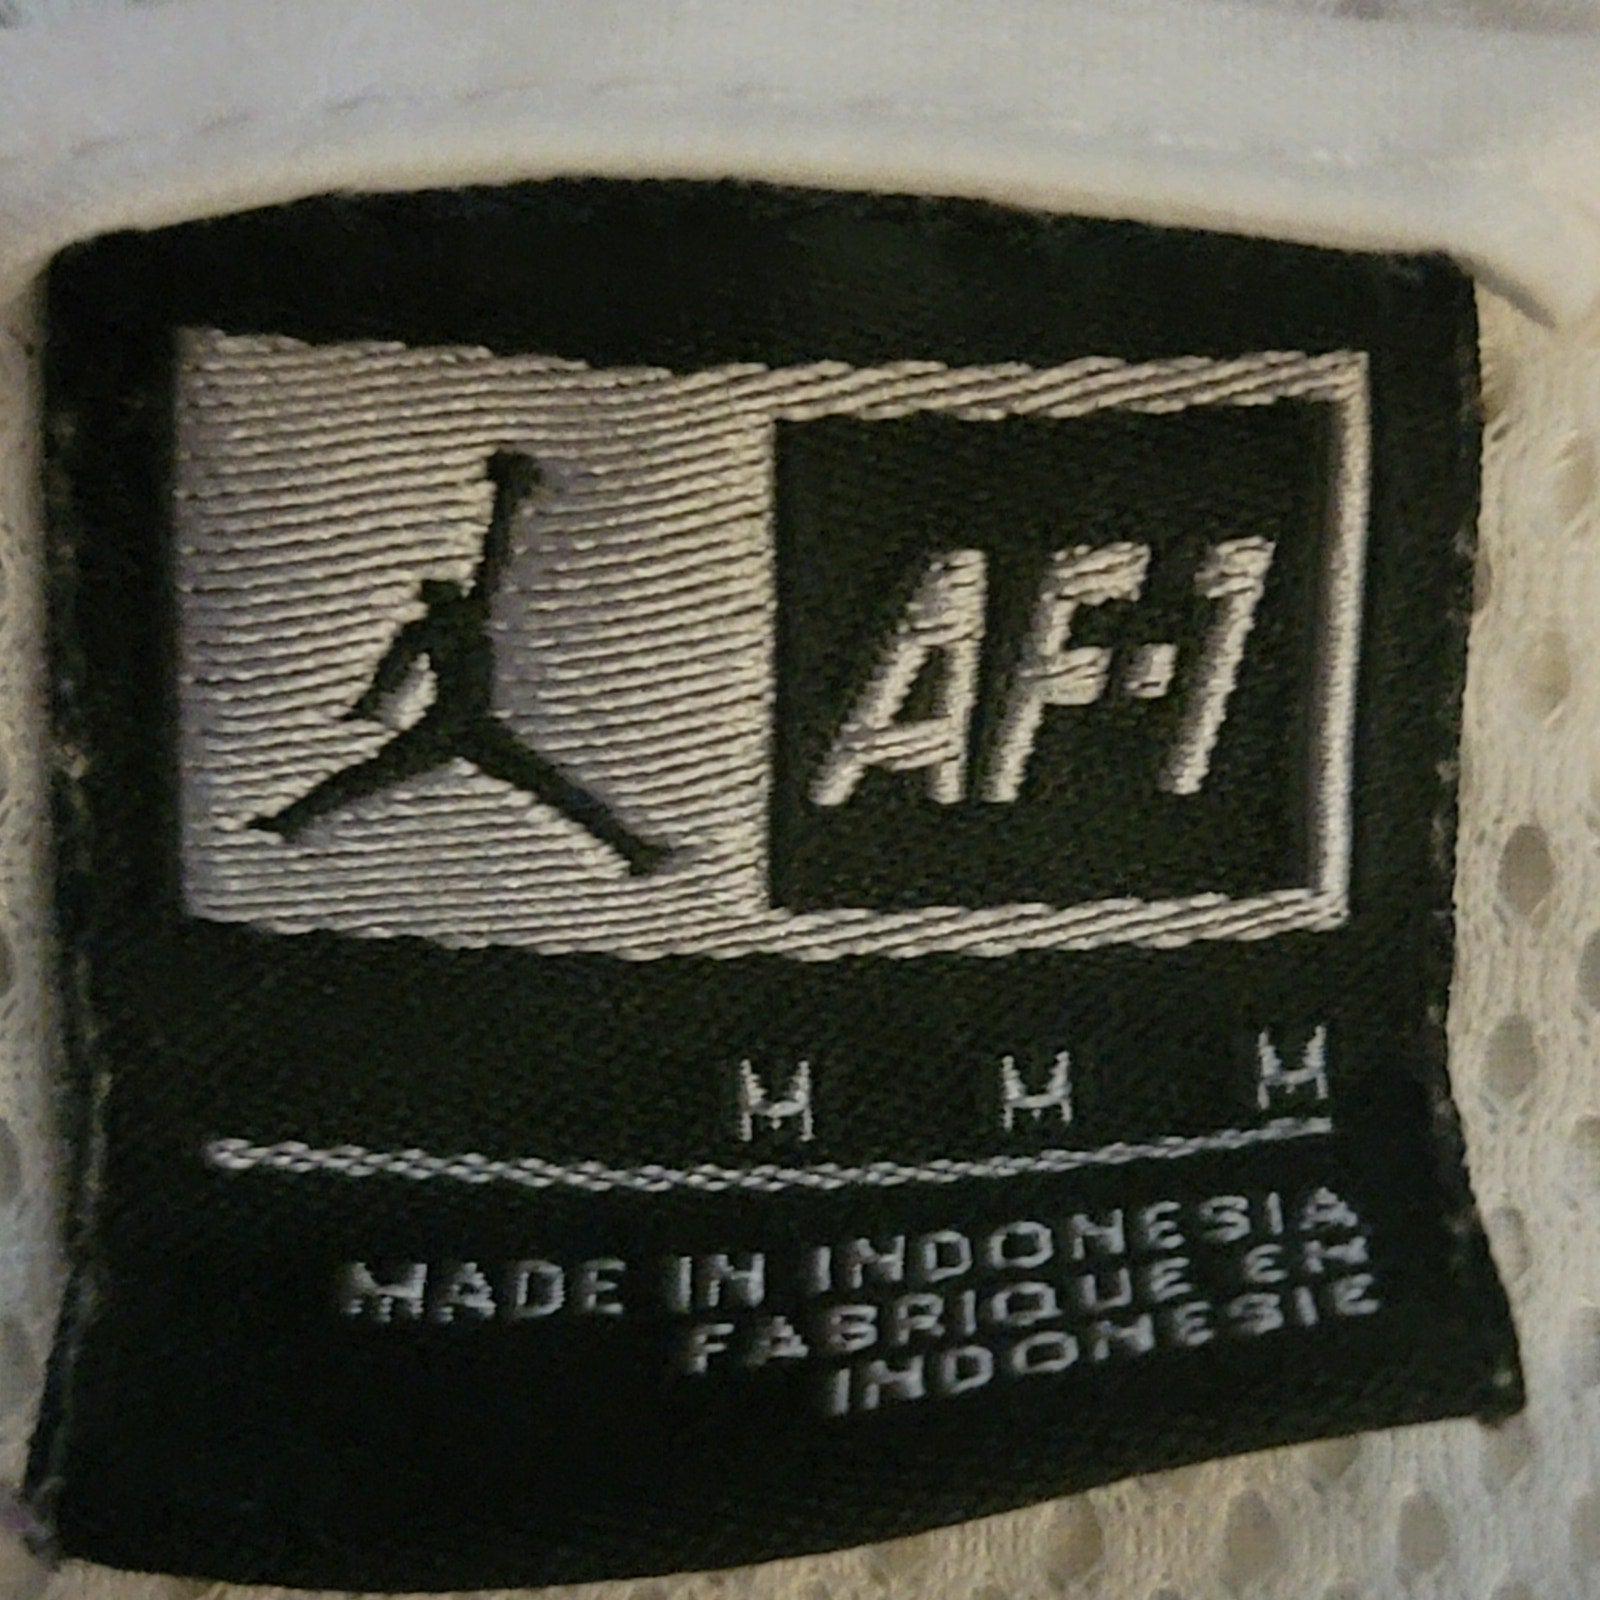 AF-1
M M M
MADE IN INDONESIA
FABRIQUE EN
INDONESIE